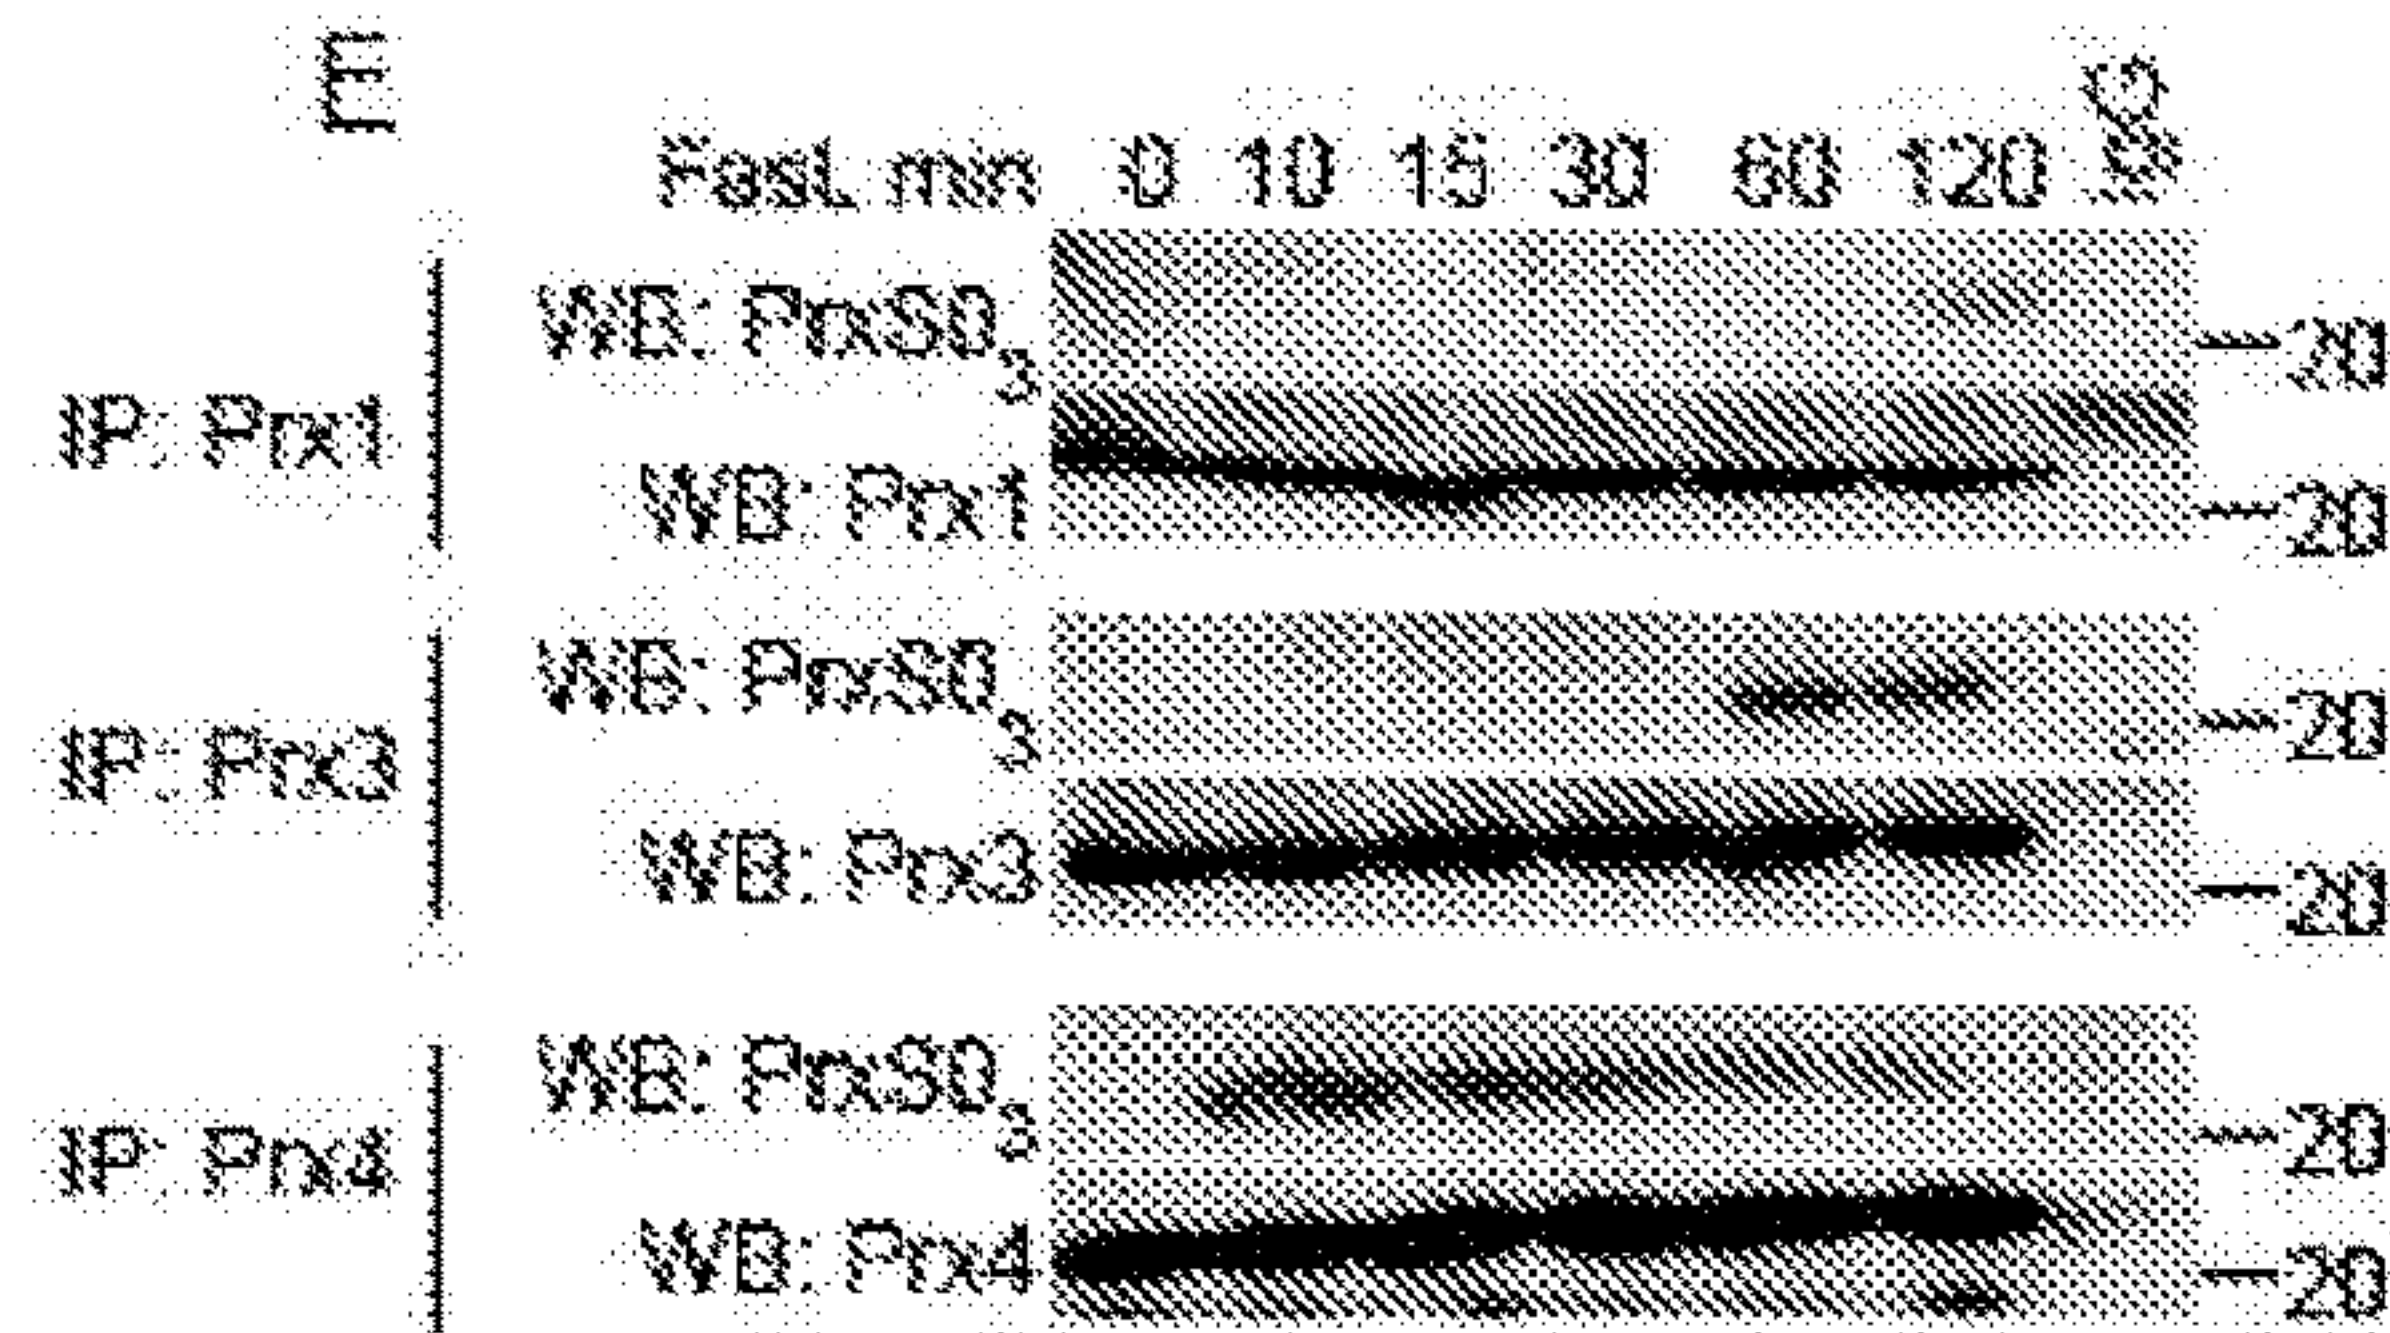 E
FasL min 0 10 15 30 60 120 IgG
WB: PrxSO3 20
IP: Prx1
WB: Prx1 20
WB: PrxSO3 20
IP: Prx3
WB: Prx3 20
WB: PrxSO3 20
IP: Prx4
WB: Prx4 20